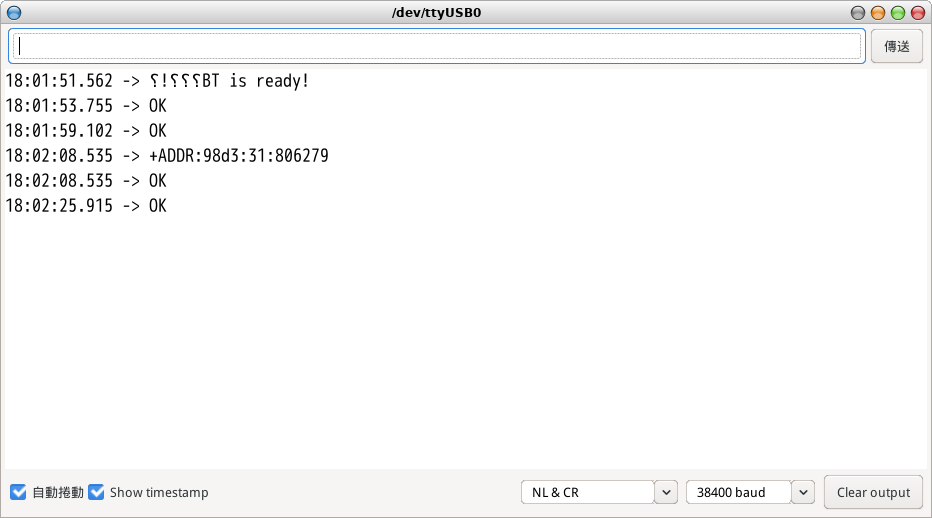 /dev/ttyUSB0
傳送
18:01:51.562 -> ⸮!⸮⸮⸮BT is ready!
18:01:53.755 -> OK
18:01:59.102 -> OK
18:02:08.535 -> +ADDR:98d3:31:806279
18:02:08.535 -> OK
18:02:25.915 -> OK
自動捲動 Show timestamp NL & CR 38400 baud Clear output